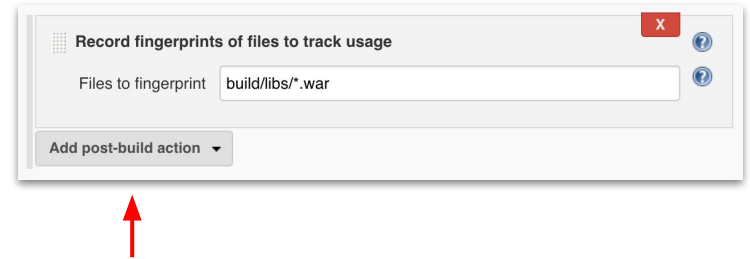 Record fingerprints of files to track usage
X
?
Files to fingerprint
build/libs/*.war
?
Add post-build action